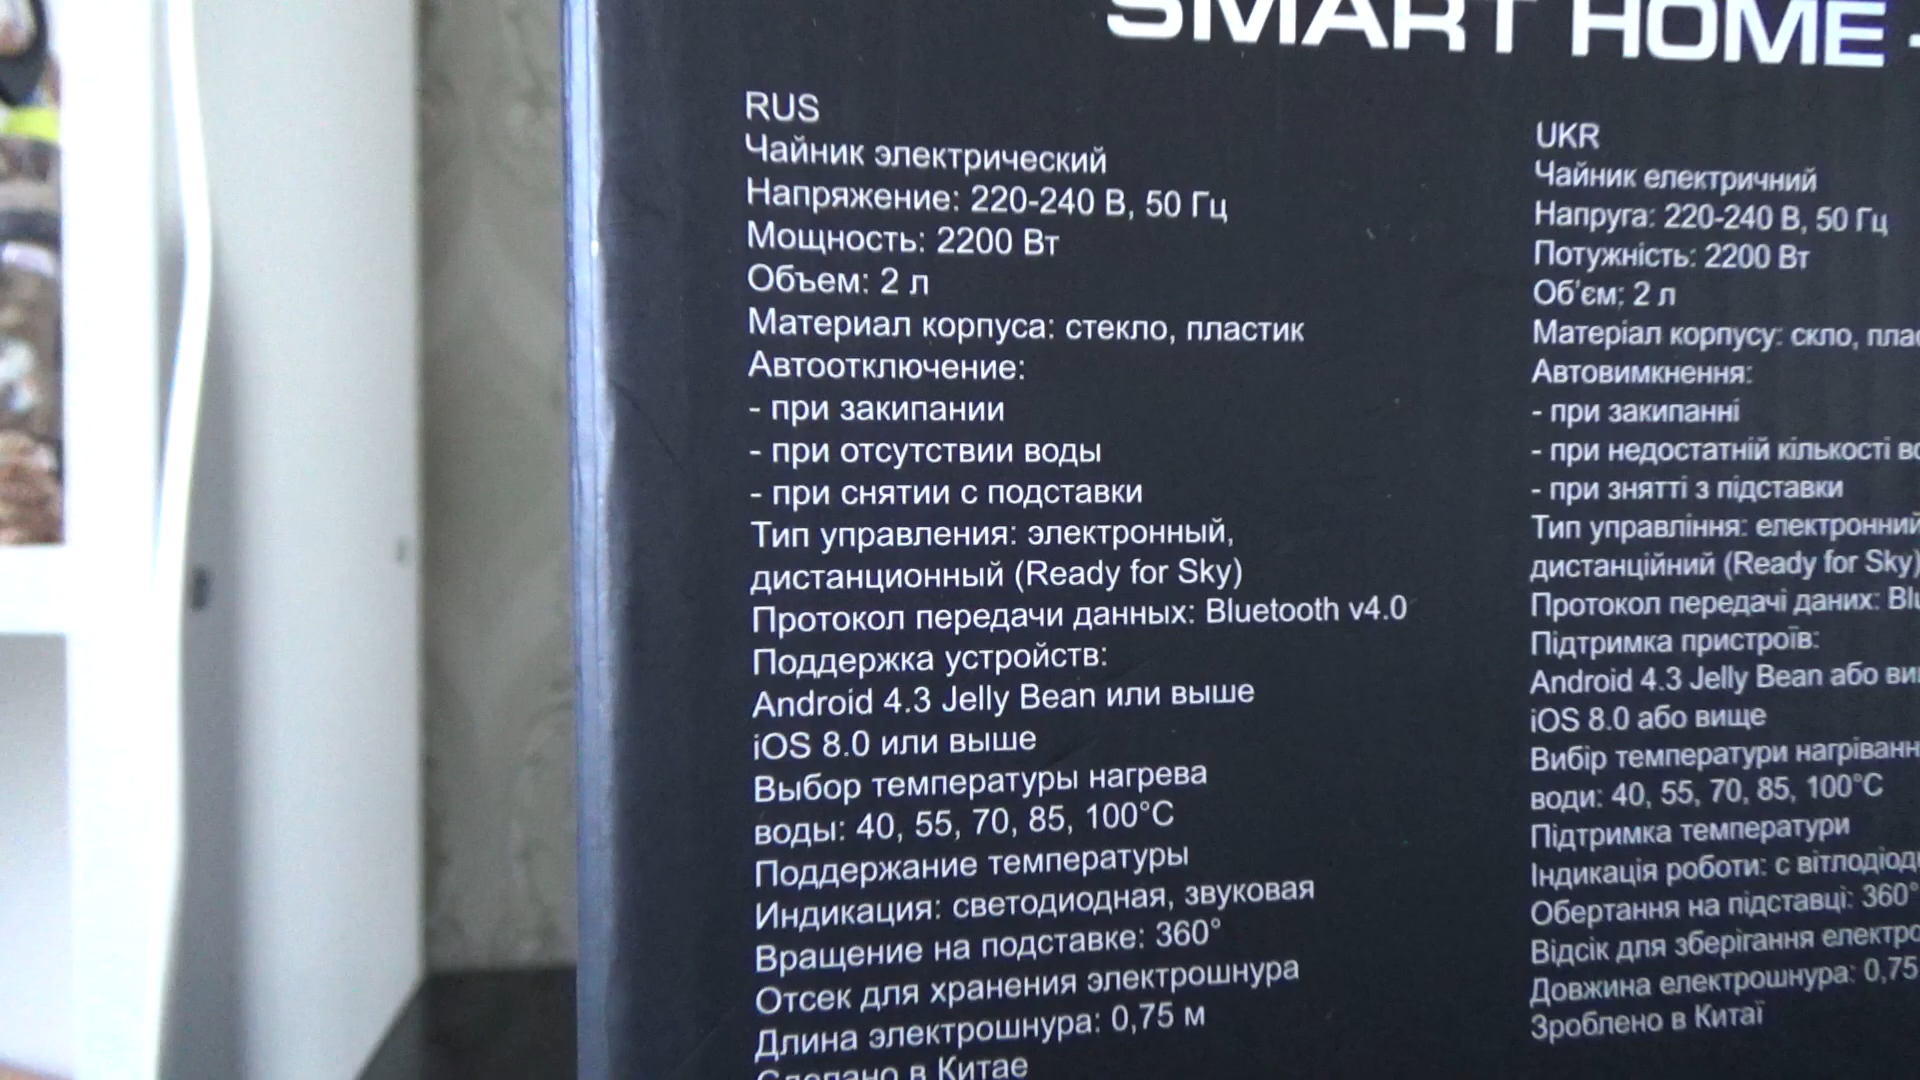 SMART HOME -
RUS
Чайник электрический
Напряжение: 220-240 В, 50 Гц
Мощность: 2200 Вт
Объем: 2 л
Материал корпуса: стекло, пластик
Автоотключение:
- при закипании
- при отсутствии воды
- при снятии с подставки
Тип управления: электронный,
дистанционный (Ready for Sky)
Протокол передачи данных: Bluetooth v4.0
Поддержка устройств:
Android 4.3 Jelly Bean или выше
iOS 8.0 или выше
Выбор температуры нагрева
воды: 40, 55, 70, 85, 100°C
Поддержание температуры
Индикация: светодиодная, звуковая
Вращение на подставке: 360°
Отсек для хранения электрошнура
Длина электрошнура: 0,75 м
Сделано в Китае
UKR
Чайник електричний
Напруга: 220-240 В, 50 Гц
Потужність: 2200 Вт
Об'єм: 2 л
Матеріал корпусу: скло,
Автовимкнення:
- при закипанні
- при недостатній кількості
- при знятті з підставки
Тип управління: електронний
дистанційний (Ready for Sky)
Протокол передачі даних:
Підтримка пристроїв:
Android 4.3 Jelly Bean або
iOS 8.0 або вище
Вибір температури
води: 40, 55, 70, 85, 100°C
Підтримка температури
Індикація роботи: с
Обертання на підставці: 360°
Відсік для зберігання
Довжина електрошнура: 0,75
Зроблено в Китаї